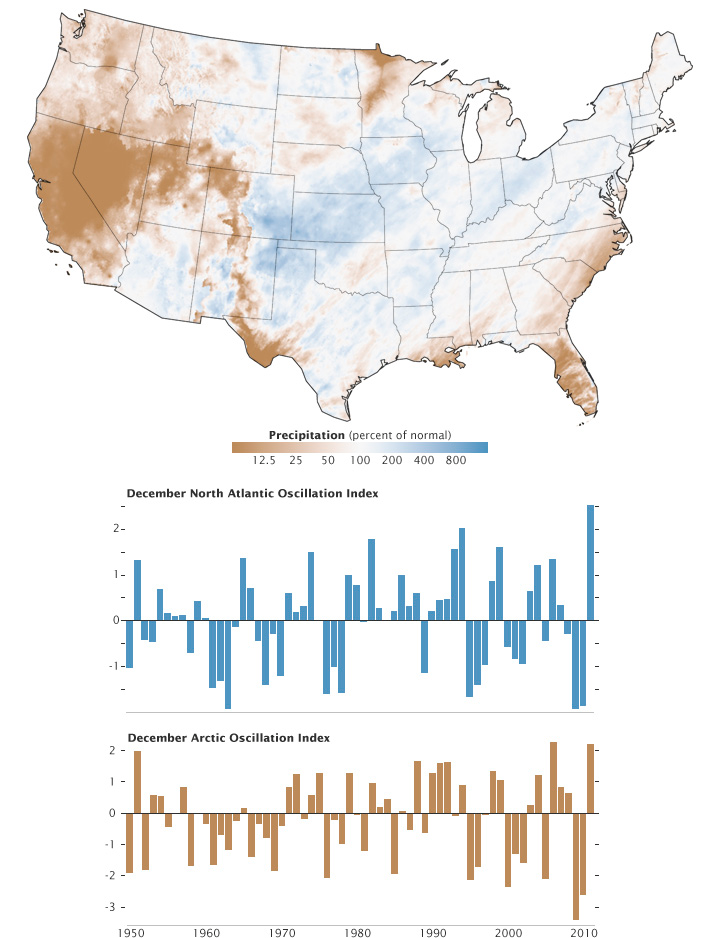 Precipitation (percent of normal)
12.5 25 50 100 200 400 800
December North Atlantic Oscillation Index
2
1
0
-1
December Arctic Oscillation Index
2
1
0
-1
-2
-3
1950 1960 1970 1980 1990 2000 2010